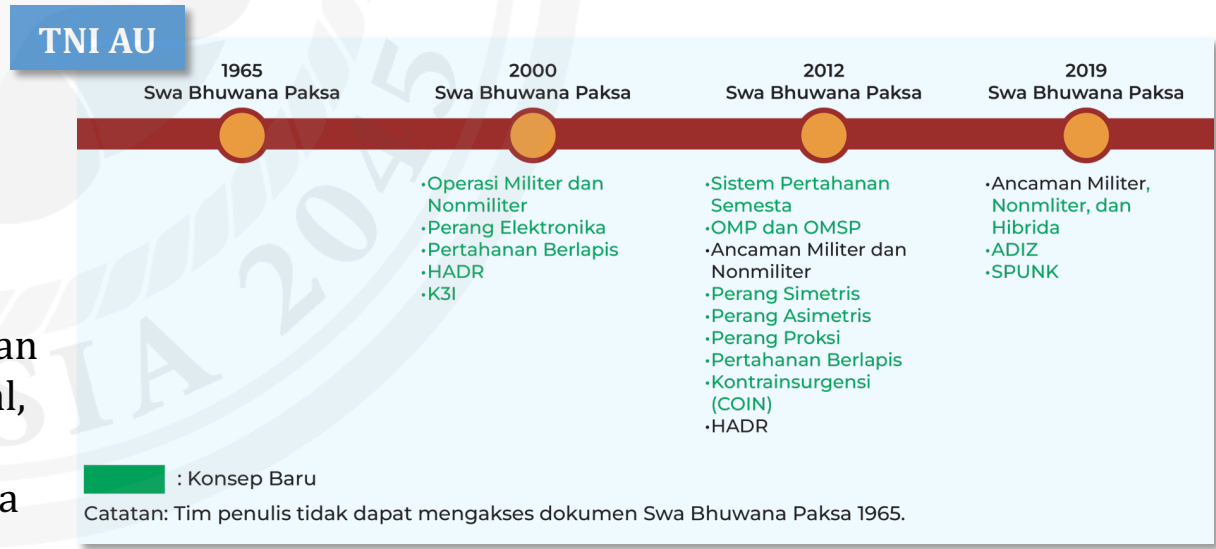 TNI AU
1965
Swa Bhuwana Paksa
2000
Swa Bhuwana Paksa
•Operasi Militer dan
Nonmiliter
•Perang Elektronika
•Pertahanan Berlapis
•HADR
•K3I
2012
Swa Bhuwana Paksa
•Sistem Pertahanan
Semesta
•OMP dan OMSP
•Ancaman Militer dan
Nonmiliter
•Perang Simetris
•Perang Asimetris
•Perang Proksi
•Pertahanan Berlapis
•Kontrainsurgensi
(COIN)
•HADR
2019
Swa Bhuwana Paksa
•Ancaman Militer,
Nonmliter, dan
Hibrida
•ADIZ
•SPUNK
an
l,
a
: Konsep Baru
Catatan: Tim penulis tidak dapat mengakses dokumen Swa Bhuwana Paksa 1965.
SIA 2045